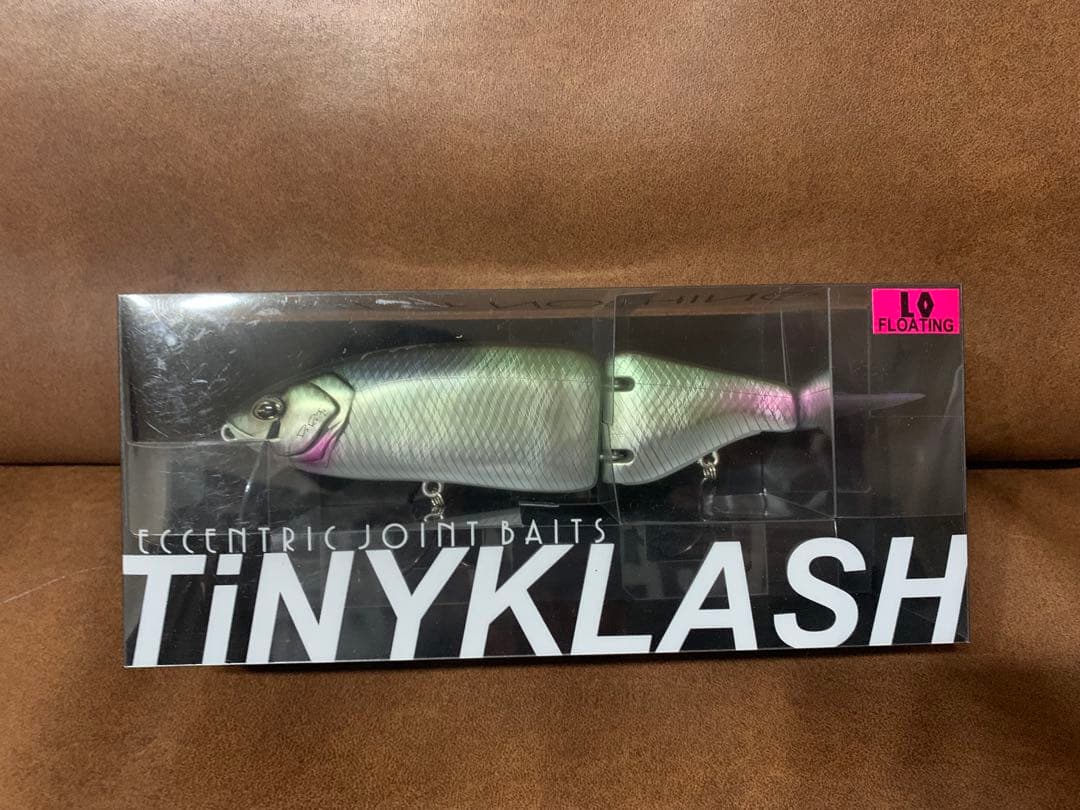 LO
FLOATING
ECCENTRIC JOINT BAITS
TiNYKLASH